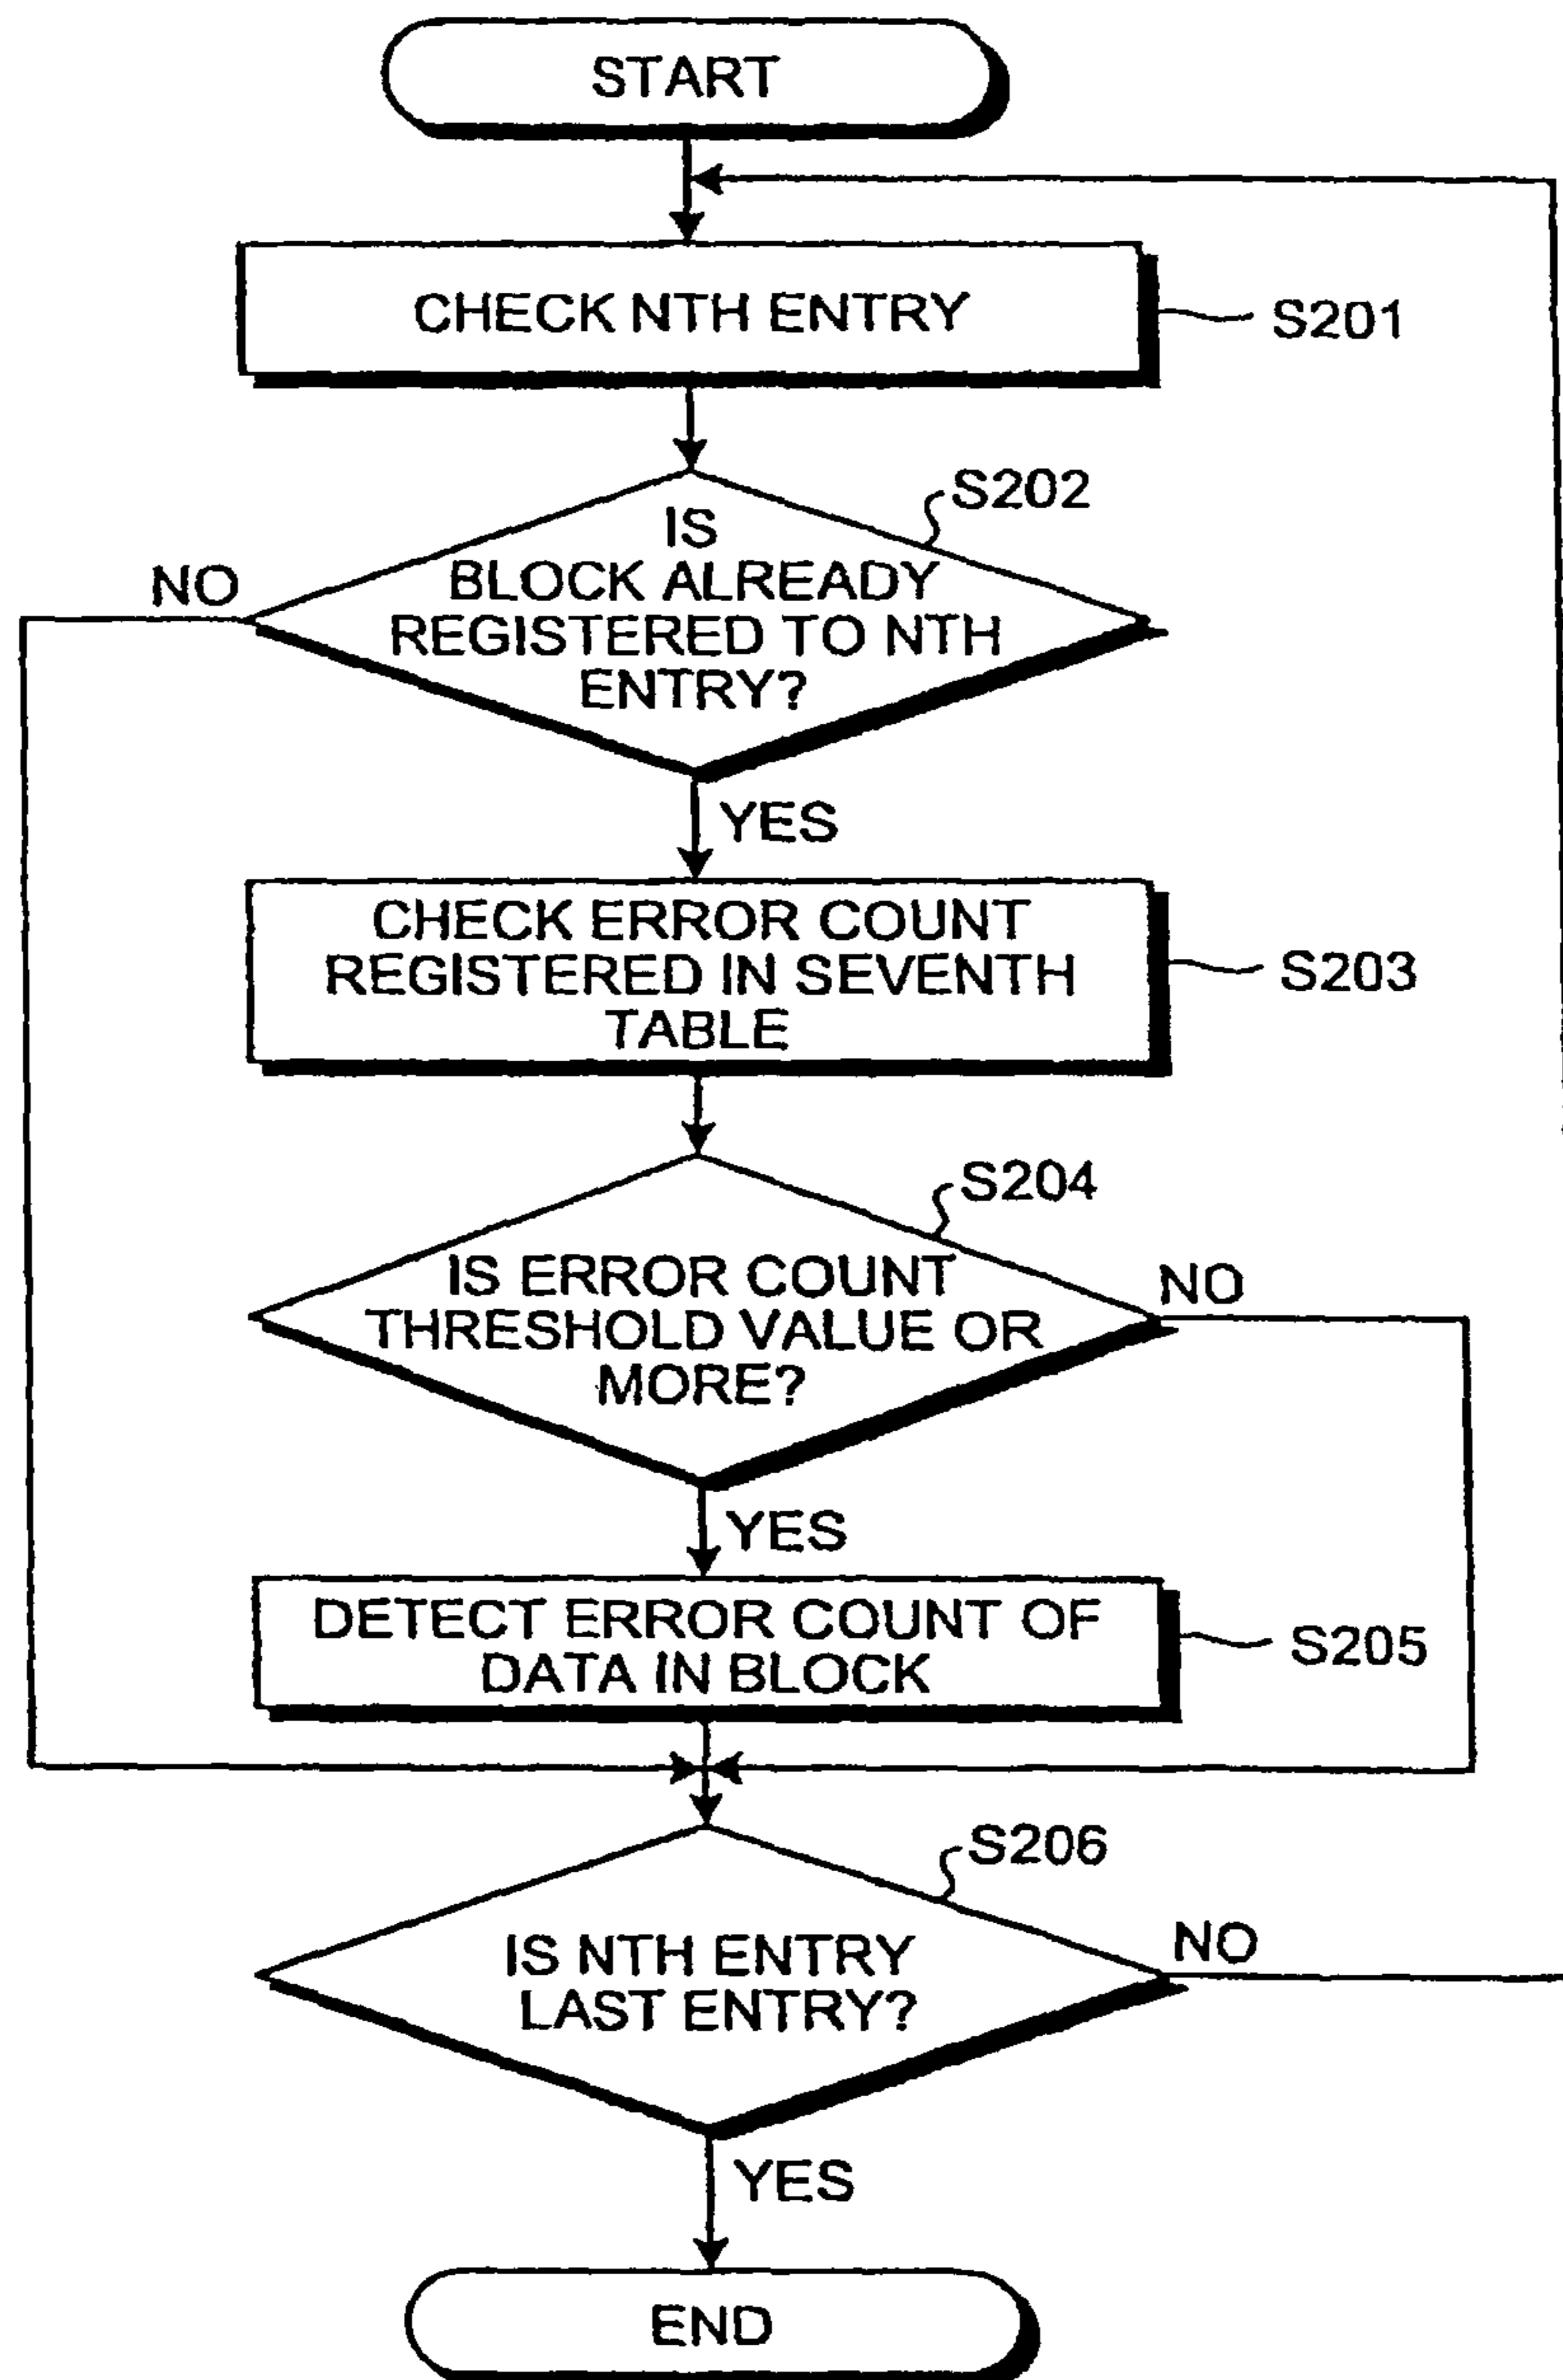 START
CHECK NTH ENTRY
S201
S202
IS
BLOCK ALREADY
REGISTERED TO NTH
ENTRY?
NO
YES
CHECK ERROR COUNT
REGISTERED IN SEVENTH
TABLE
S203
S204
IS ERROR COUNT
THRESHOLD VALUE OR
MORE?
NO
YES
DETECT ERROR COUNT OF
DATA IN BLOCK
S205
S206
IS NTH ENTRY
LAST ENTRY?
NO
YES
END